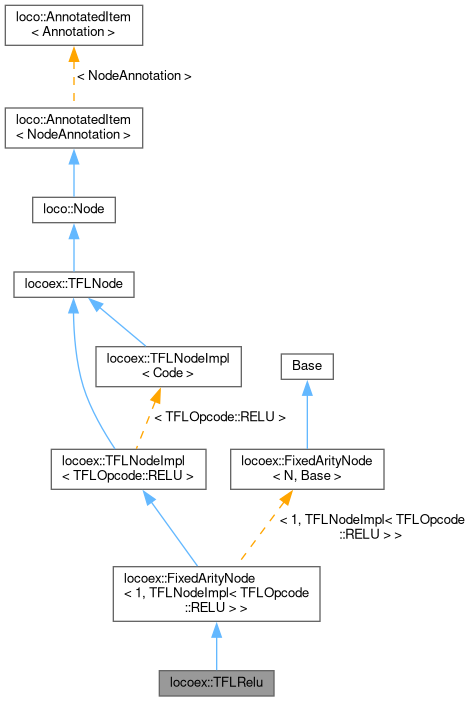 loco::AnnotatedItem
< Annotation >
< NodeAnnotation >
loco::AnnotatedItem
< NodeAnnotation >
loco::Node
locoex::TFLNode
locoex::TFLNodeImpl
< Code >
Base
< TFLOpcode::RELU >
locoex::TFLNodeImpl
< TFLOpcode::RELU >
locoex::FixedArityNode
< N, Base >
< 1, TFLNodeImpl< TFLOpcode
::RELU > >
locoex::FixedArityNode
< 1, TFLNodeImpl< TFLOpcode
::RELU > >
locoex::TFLRelu